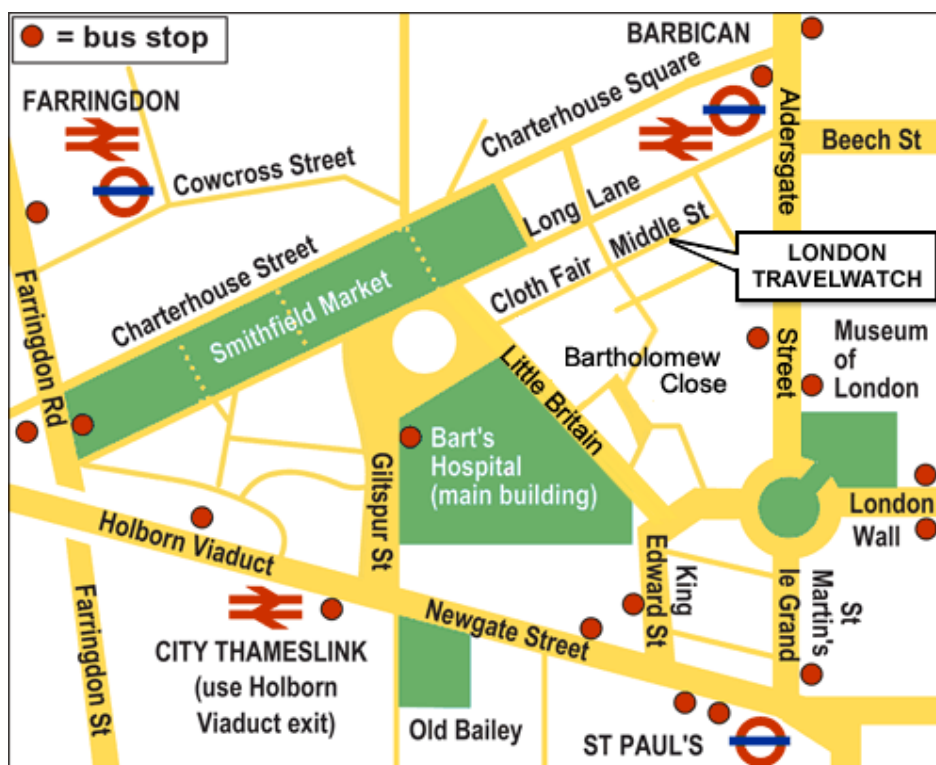 = bus stop
BARBICAN
FARRINGDON
Charterhouse Square
Aldersgate
Street
Beech St
Cowcross Street
Long Lane
Middle St
LONDON
TRAVELWATCH
Charterhouse Street
Cloth Fair
Smithfield Market
Farringdon Rd
Museum
of
London
Bartholomew
Close
Little Britain
Bart's
Hospital
(main building)
Giltspur St
London
Wall
Holborn Viaduct
King
Edward St
St
Martin's
le Grand
Farringdon St
Newgate Street
CITY THAMESLINK
(use Holborn
Viaduct exit)
Old Bailey
ST PAUL'S